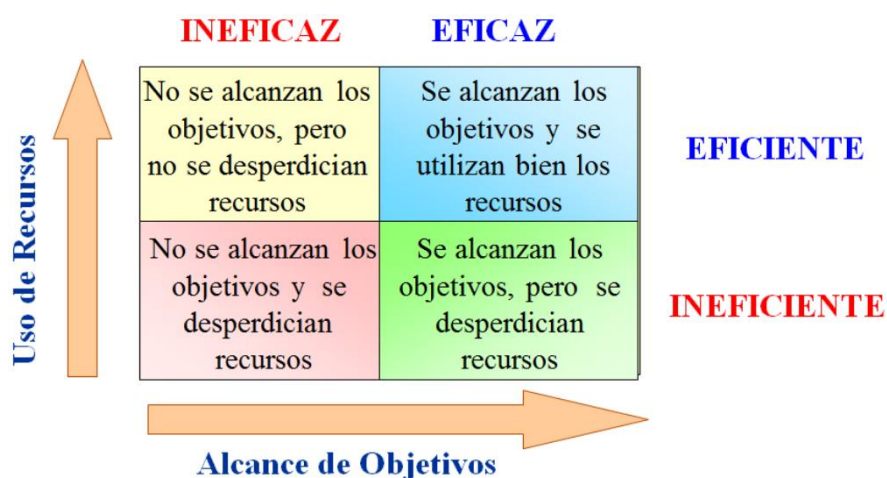 INEFICAZ EFICAZ
No se alcanzan los
objetivos, pero
no se desperdician
recursos
Se alcanzan los
objetivos y se
utilizan bien los
recursos
EFICIENTE
No se alcanzan los
objetivos y se
desperdician
recursos
Se alcanzan los
objetivos, pero se
desperdician
recursos
INEFICIENTE
Uso de Recursos
Alcance de Objetivos